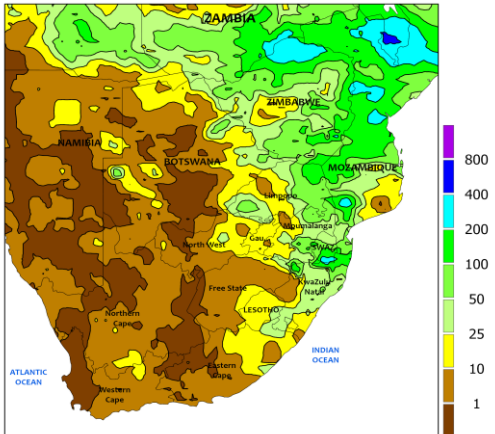 ZAMBIA
ZIMBABWE
NAMIBIA
BOTSWANA
MOZAMBIQUE
Limpopo
Mpumalanga
Gau.
North West
SWAZ.
KwaZulu
Natal
Free State
LESOTHO
Northern
Cape
Eastern
Cape
Western
Cape
ATLANTIC
OCEAN
INDIAN
OCEAN
800
400
200
100
50
25
10
1